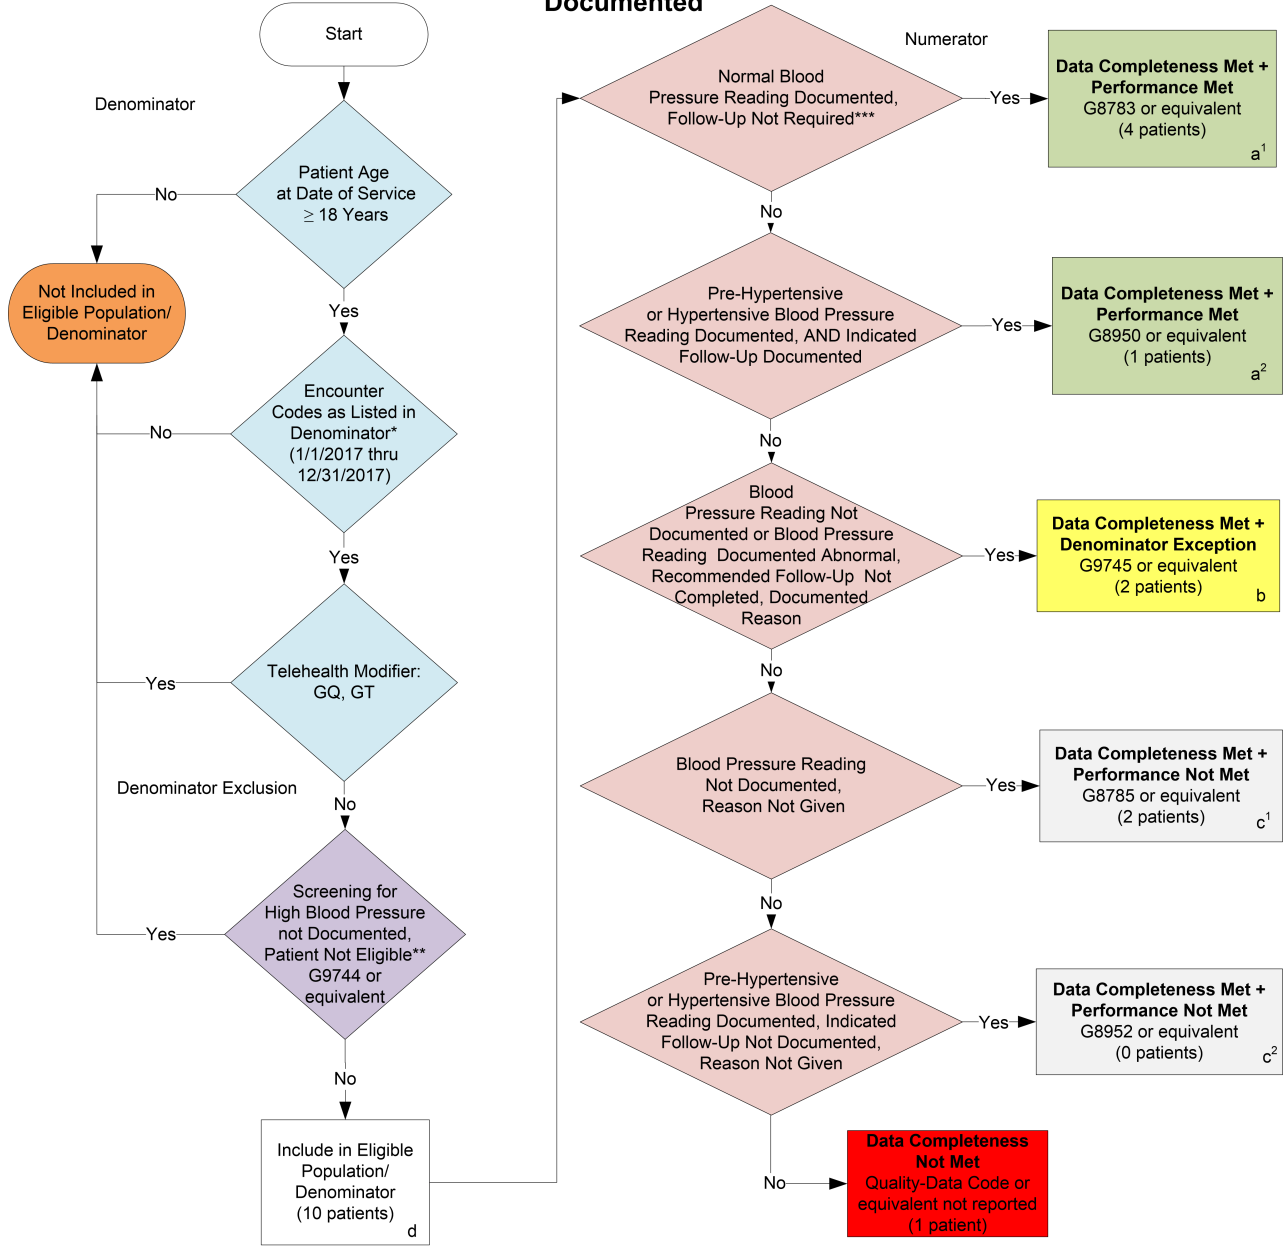 Documented
Start
Denominator
Patient Age
at Date of Service
≥ 18 Years
No
Not Included in
Eligible Population/
Denominator
Yes
Encounter
Codes as Listed in
Denominator*
(1/1/2017 thru
12/31/2017)
No
Yes
Telehealth Modifier:
GQ, GT
Yes
Denominator Exclusion
No
Screening for
High Blood Pressure
not Documented,
Patient Not Eligible**
G9744 or
equivalent
Yes
No
Include in Eligible
Population/
Denominator
(10 patients)
d
Numerator
Normal Blood
Pressure Reading Documented,
Follow-Up Not Required***
Yes
Data Completeness Met +
Performance Met
G8783 or equivalent
(4 patients)
a¹
No
Pre-Hypertensive
or Hypertensive Blood Pressure
Reading Documented, AND Indicated
Follow-Up Documented
Yes
Data Completeness Met +
Performance Met
G8950 or equivalent
(1 patients)
a²
No
Blood
Pressure Reading Not
Documented or Blood Pressure
Reading  Documented Abnormal,
Recommended Follow-Up  Not
Completed, Documented
Reason
Yes
Data Completeness Met +
Denominator Exception
G9745 or equivalent
(2 patients)
b
No
Blood Pressure Reading
Not Documented,
Reason Not Given
Yes
Data Completeness Met +
Performance Not Met
G8785 or equivalent
(2 patients)
c¹
No
Pre-Hypertensive
or Hypertensive Blood Pressure
Reading Documented, Indicated
Follow-Up Not Documented,
Reason Not Given
Yes
Data Completeness Met +
Performance Not Met
G8952 or equivalent
(0 patients)
c²
No
Data Completeness
Not Met
Quality-Data Code or
equivalent not reported
(1 patient)